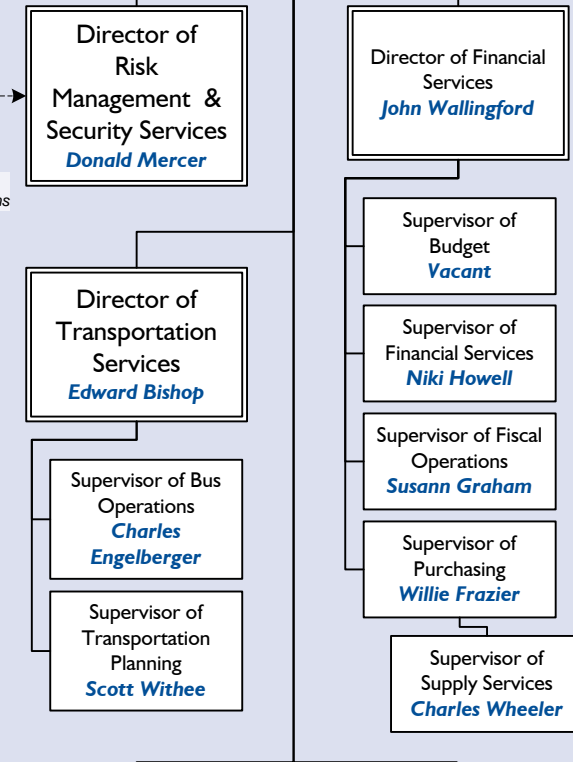 Director of
Risk
Management &
Security Services
Donald Mercer
ns
Director of
Transportation
Services
Edward Bishop
Supervisor of Bus
Operations
Charles
Engelberger
Supervisor of
Transportation
Planning
Scott Withee
Director of Financial
Services
John Wallingford
Supervisor of
Budget
Vacant
Supervisor of
Financial Services
Niki Howell
Supervisor of Fiscal
Operations
Susann Graham
Supervisor of
Purchasing
Willie Frazier
Supervisor of
Supply Services
Charles Wheeler